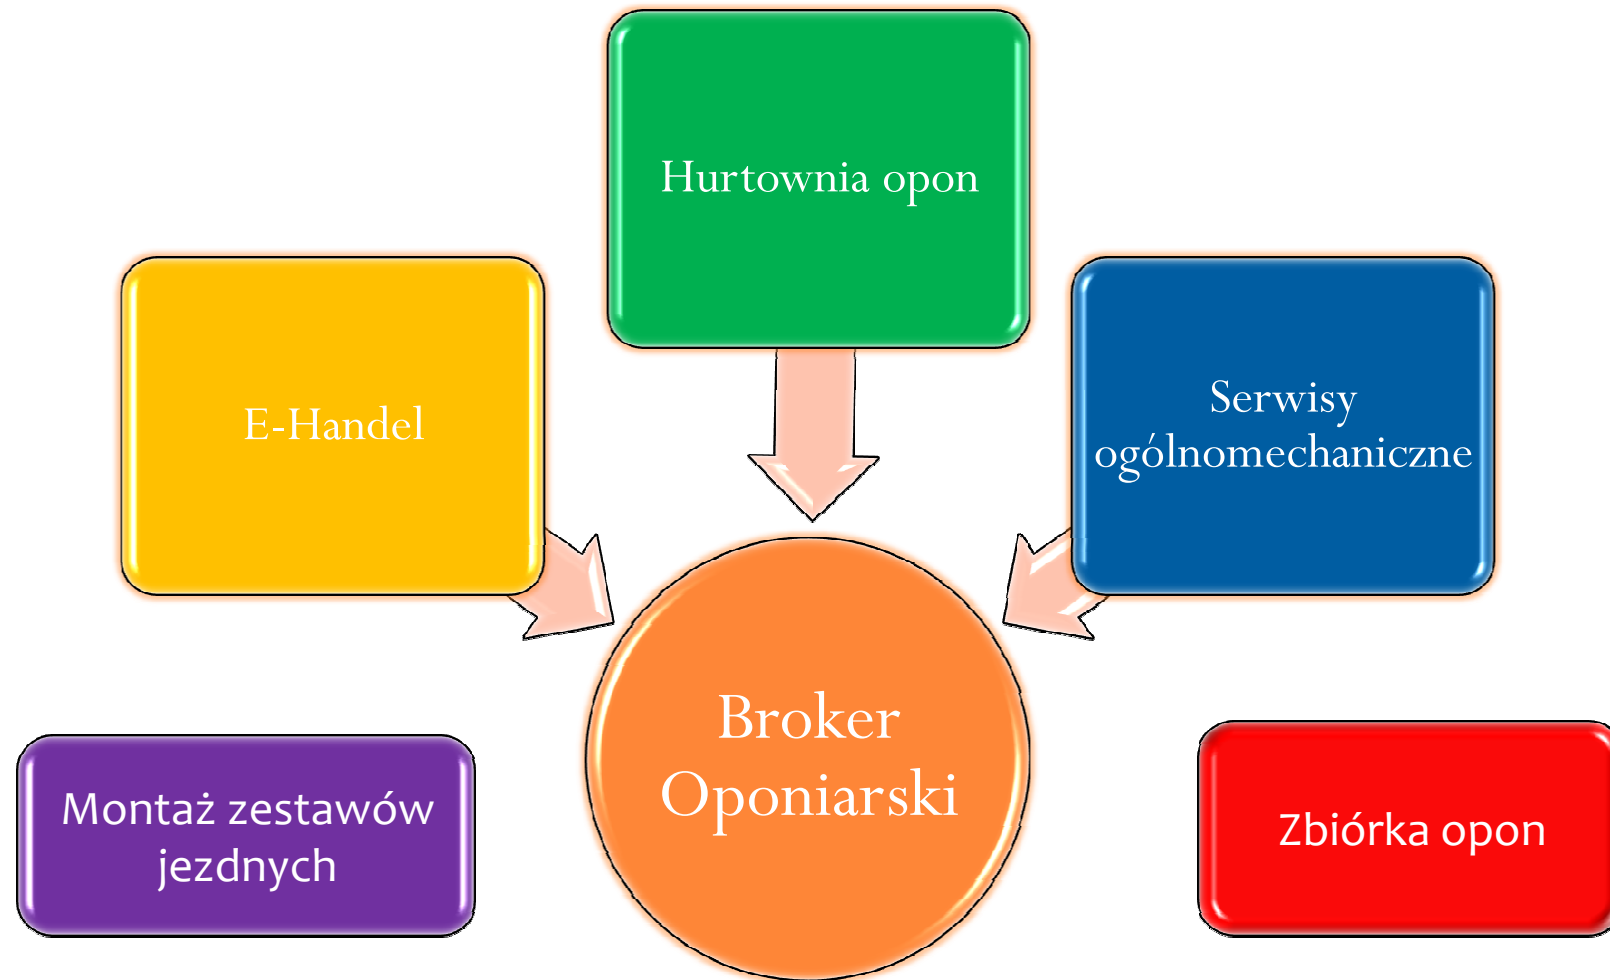 Hurtownia opon
E-Handel
Serwisy
ogólnomechaniczne
Broker
Oponiarski
Montaż zestawów
jezdnych
Zbiórka opon